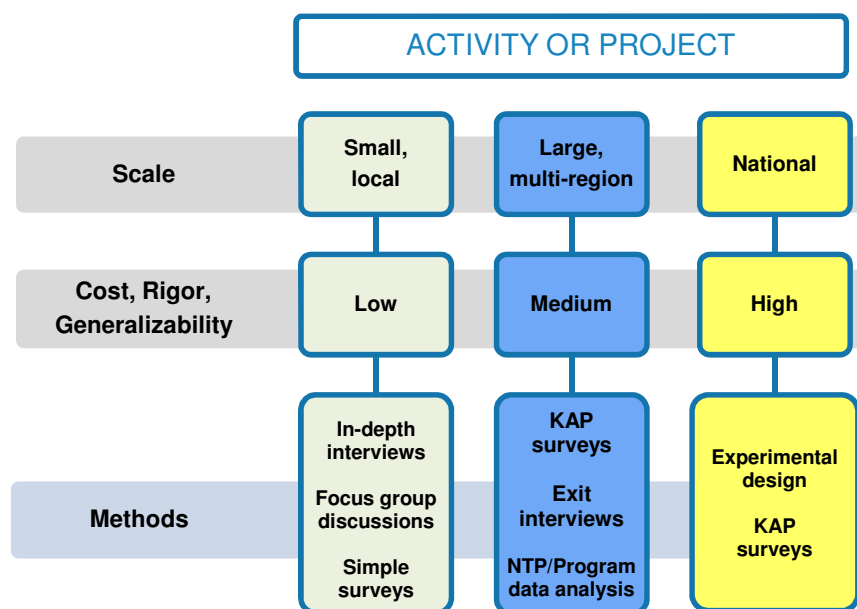 ACTIVITY OR PROJECT
Scale
Small,
local
Large,
multi-region
National
Cost, Rigor,
Generalizability
Low
Medium
High
Methods
In-depth
interviews
Focus group
discussions
Simple
surveys
KAP
surveys
Exit
interviews
NTP/Program
data analysis
Experimental
design
KAP
surveys